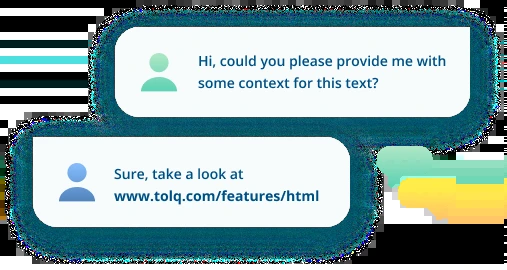 Hi, could you please provide me with
some context for this text?
Sure, take a look at
www.tolq.com/features/html